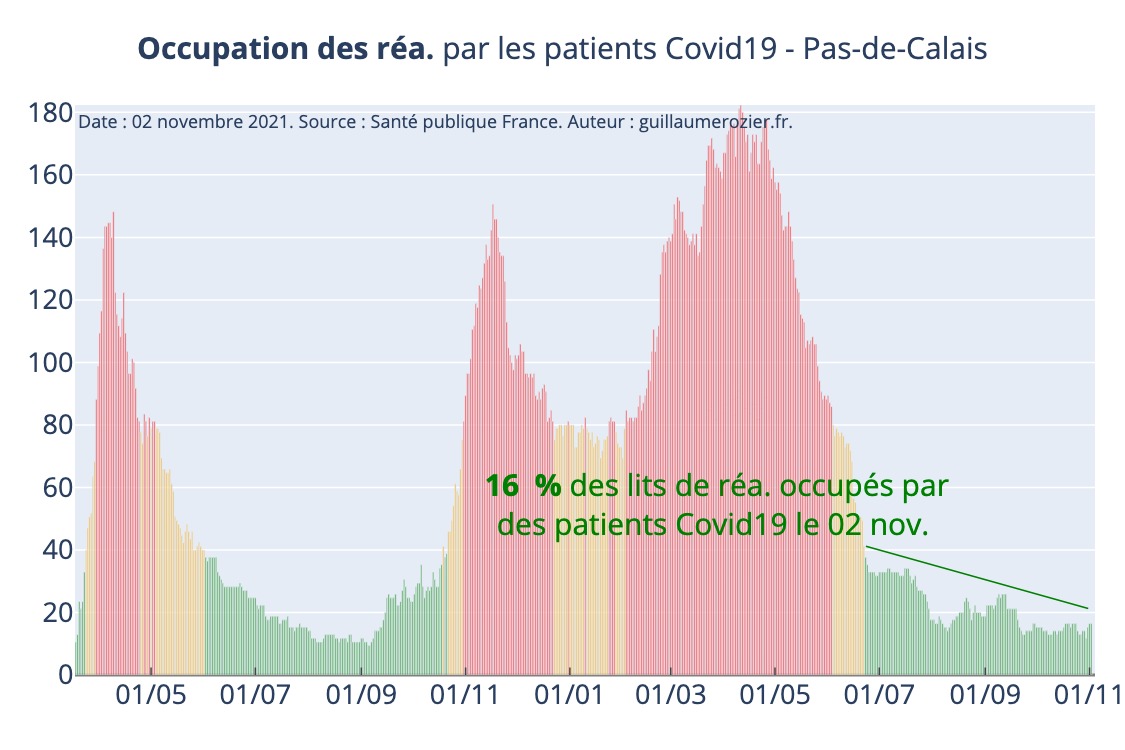 Occupation des réa. par les patients Covid19 - Pas-de-Calais
180
Date : 02 novembre 2021. Source : Santé publique France. Auteur : guillaumerozier.fr.
160
140
120
100
80
60
16 % des lits de réa. occupés par
des patients Covid19 le 02 nov.
40
20
0
01/05 01/07 01/09 01/11 01/01 01/03 01/05 01/07 01/09 01/11